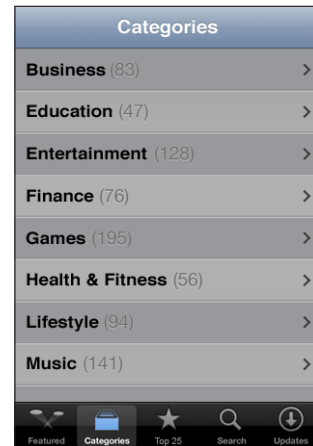 Categories
Business (83)
Education (47)
Entertainment (128)
Finance (76)
Games (195)
Health & Fitness (56)
Lifestyle (94)
Music (141)
Featured Categories Top 25 Search Updates